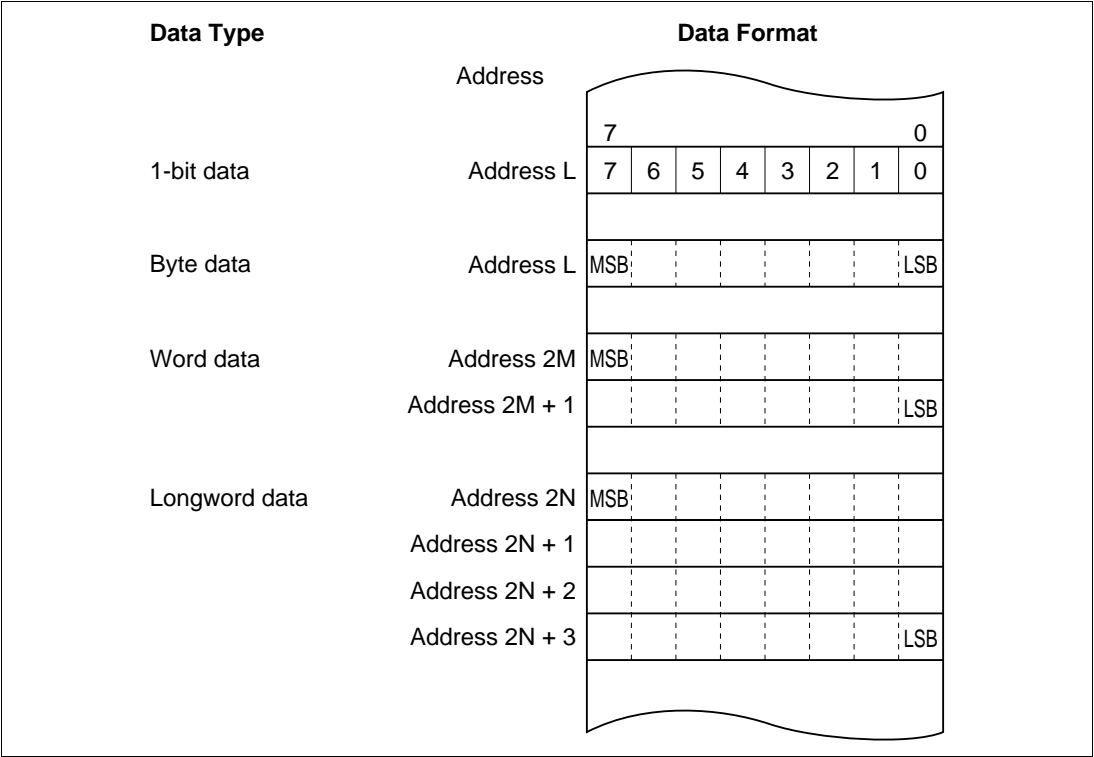 Data Type Data Format
Address
7 0
1-bit data Address L 7 6 5 4 3 2 1 0
Byte data Address L MSB LSB
Word data Address 2M MSB
Address 2M + 1 LSB
Longword data Address 2N MSB
Address 2N + 1
Address 2N + 2
Address 2N + 3 LSB